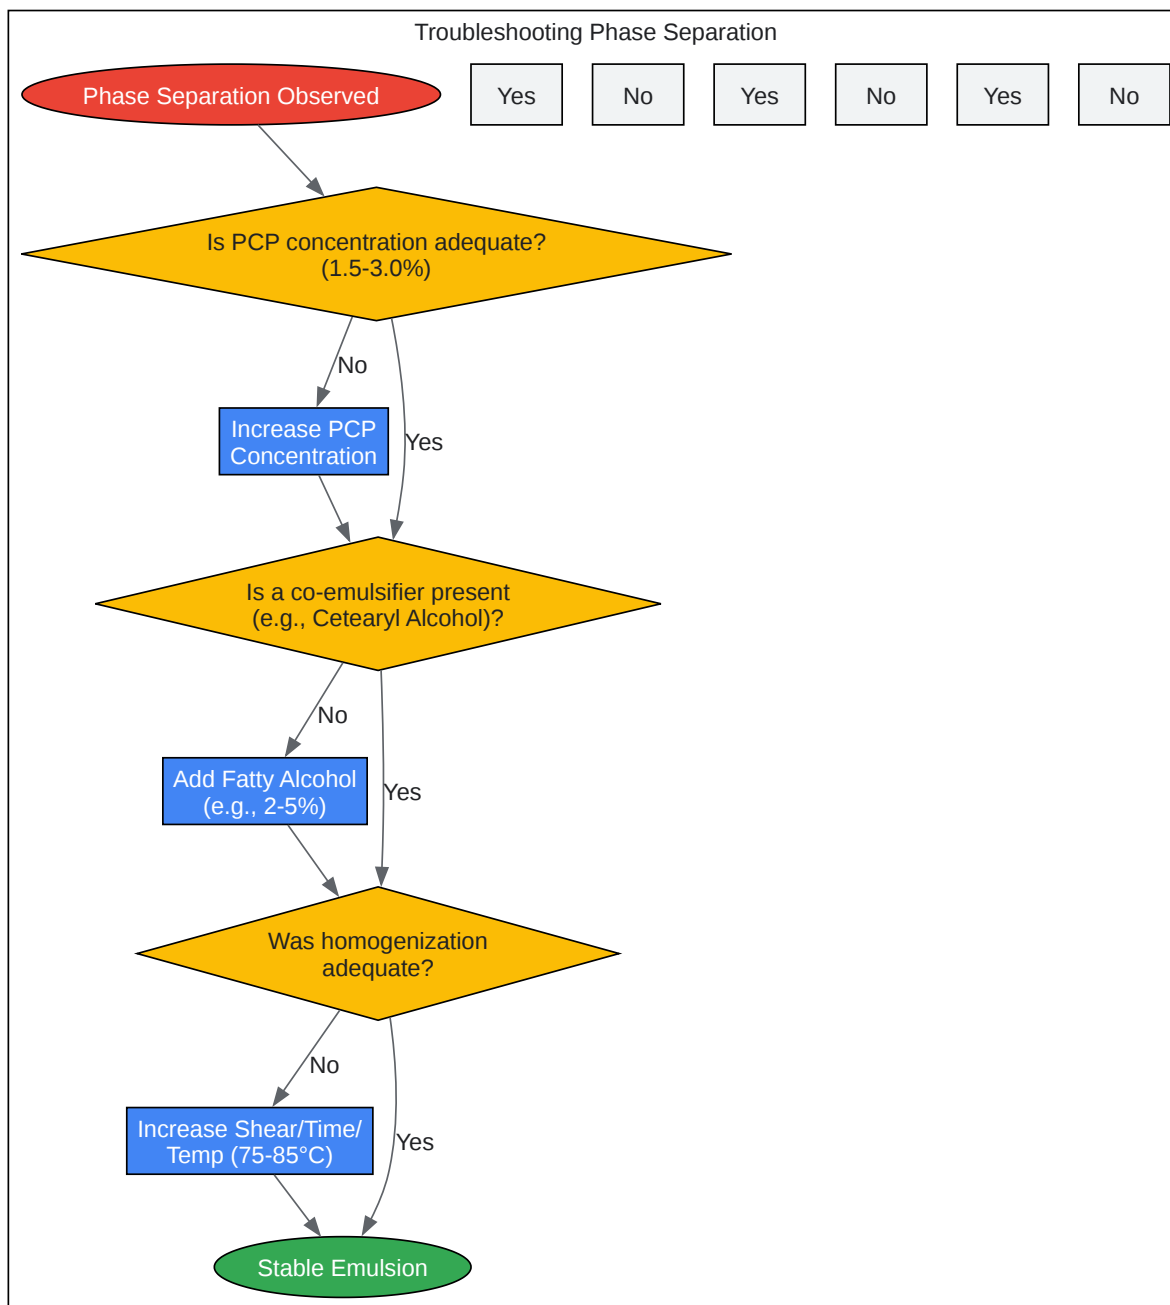 Troubleshooting Phase Separation
Phase Separation Observed
Yes
No
Yes
No
Yes
No
Is PCP concentration adequate?
(1.5-3.0%)
No
Increase PCP
Concentration
Yes
Is a co-emulsifier present
(e.g., Cetearyl Alcohol)?
No
Add Fatty Alcohol
(e.g., 2-5%)
Yes
Was homogenization
adequate?
No
Increase Shear/Time/
Temp (75-85°C)
Yes
Stable Emulsion